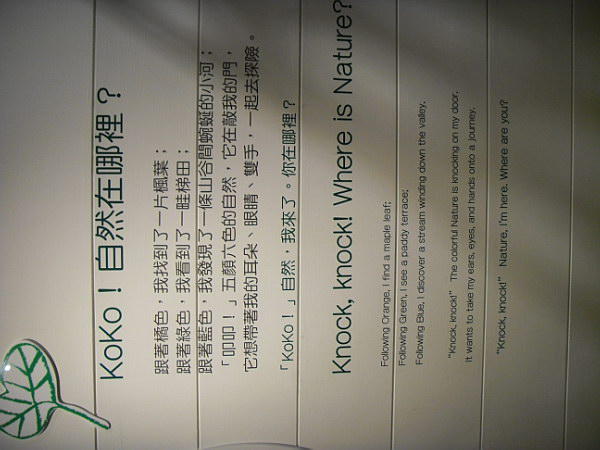 KoKo！自然在哪裡？
跟著橘色，我找到了一片楓葉；
跟著綠色，我看到了一畦梯田；
跟著藍色，我發現了一條山谷間蜿蜒的小河；
「叩叩！」五顏六色的自然，它在敲我的門，
它想帶著我的耳朵、眼睛、雙手，一起去探險。
「KoKo！」自然，我來了。你在哪裡？
Knock, knock! Where is Nature?
Following Orange, I find a maple leaf;
Following Green, I see a paddy terrace;
Following Blue, I discover a stream winding down the valley,
"Knock, knock!" The colorful Nature is knocking on my door,
It wants to take my ears, eyes, and hands onto a journey.
"Knock, knock!" Nature, I'm here. Where are you?